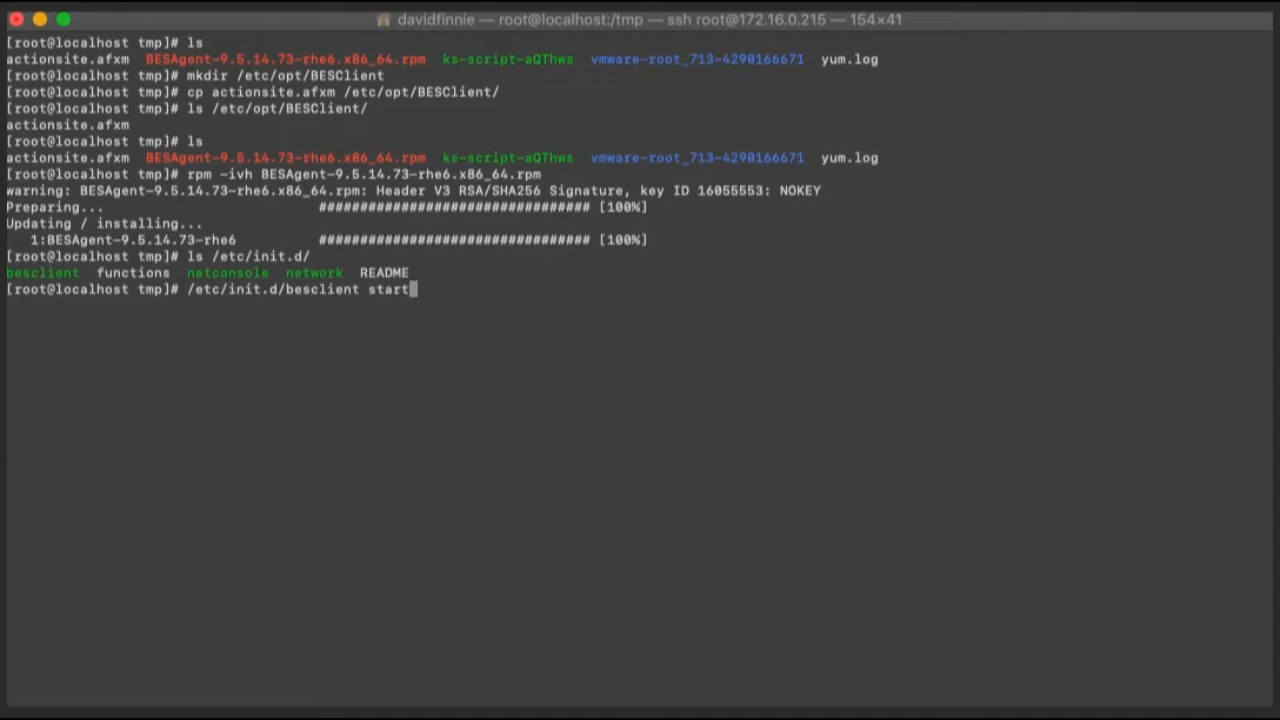 davidfinnie — root@localhost:/tmp — ssh root@172.16.0.215 — 154×41
[root@localhost tmp]# ls
actionsite.afxm  BESAgent-9.5.14.73-rhe6.x86_64.rpm  ks-script-aQThws  vmware-root_713-4290166671  yum.log
[root@localhost tmp]# mkdir /etc/opt/BESClient
[root@localhost tmp]# cp actionsite.afxm /etc/opt/BESClient/
[root@localhost tmp]# ls /etc/opt/BESClient/
actionsite.afxm
[root@localhost tmp]# ls
actionsite.afxm  BESAgent-9.5.14.73-rhe6.x86_64.rpm  ks-script-aQThws  vmware-root_713-4290166671  yum.log
[root@localhost tmp]# rpm -ivh BESAgent-9.5.14.73-rhe6.x86_64.rpm
warning: BESAgent-9.5.14.73-rhe6.x86_64.rpm: Header V3 RSA/SHA256 Signature, key ID 16055553: NOKEY
Preparing...                          ################################# [100%]
Updating / installing...
   1:BESAgent-9.5.14.73-rhe6          ################################# [100%]
[root@localhost tmp]# ls /etc/init.d/
besclient  functions  netconsole  network  README
[root@localhost tmp]# /etc/init.d/besclient start